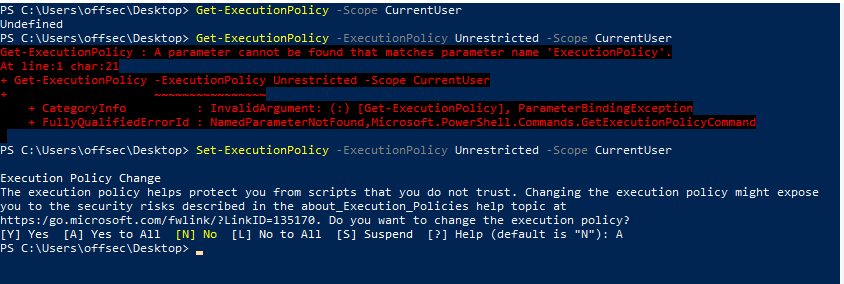 PS C:\Users\offsec\Desktop> Get-ExecutionPolicy -Scope CurrentUser
Undefined
PS C:\Users\offsec\Desktop> Get-ExecutionPolicy -ExecutionPolicy Unrestricted -Scope CurrentUser
Get-ExecutionPolicy : A parameter cannot be found that matches parameter name 'ExecutionPolicy'.
At line:1 char:21
+ Get-ExecutionPolicy -ExecutionPolicy Unrestricted -Scope CurrentUser
+                     ~~~~~~~~~~~~~~~~
    + CategoryInfo          : InvalidArgument: (:) [Get-ExecutionPolicy], ParameterBindingException
    + FullyQualifiedErrorId : NamedParameterNotFound,Microsoft.PowerShell.Commands.GetExecutionPolicyCommand
PS C:\Users\offsec\Desktop> Set-ExecutionPolicy -ExecutionPolicy Unrestricted -Scope CurrentUser
Execution Policy Change
The execution policy helps protect you from scripts that you do not trust. Changing the execution policy might expose
you to the security risks described in the about_Execution_Policies help topic at
https:/go.microsoft.com/fwlink/?LinkID=135170. Do you want to change the execution policy?
[Y] Yes  [A] Yes to All  [N] No  [L] No to All  [S] Suspend  [?] Help (default is "N"): A
PS C:\Users\offsec\Desktop> _